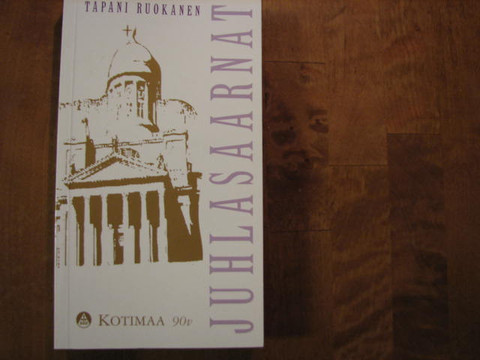 TAPANI RUOKANEN
JUHLASAARNAT
KOTIMAA 90v